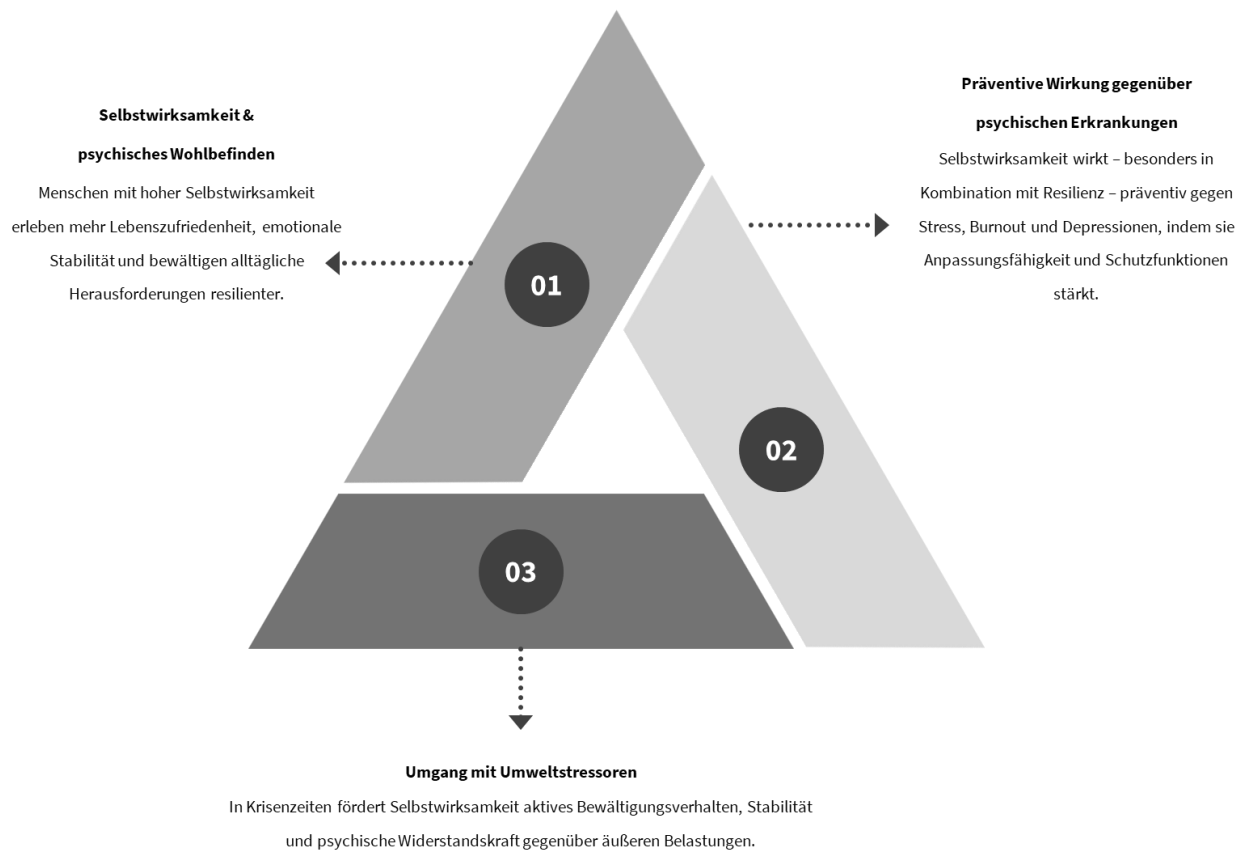 Selbstwirksamkeit &
psychisches Wohlbefinden
Menschen mit hoher Selbstwirksamkeit
erleben mehr Lebenszufriedenheit, emotionale
Stabilität und bewältigen alltägliche
Herausforderungen resilienter.
Präventive Wirkung gegenüber
psychischen Erkrankungen
Selbstwirksamkeit wirkt – besonders in
Kombination mit Resilienz – präventiv gegen
Stress, Burnout und Depressionen, indem sie
Anpassungsfähigkeit und Schutzfunktionen
stärkt.
01
02
03
Umgang mit Umweltstressoren
In Krisenzeiten fördert Selbstwirksamkeit aktives Bewältigungsverhalten, Stabilität
und psychische Widerstandskraft gegenüber äußeren Belastungen.